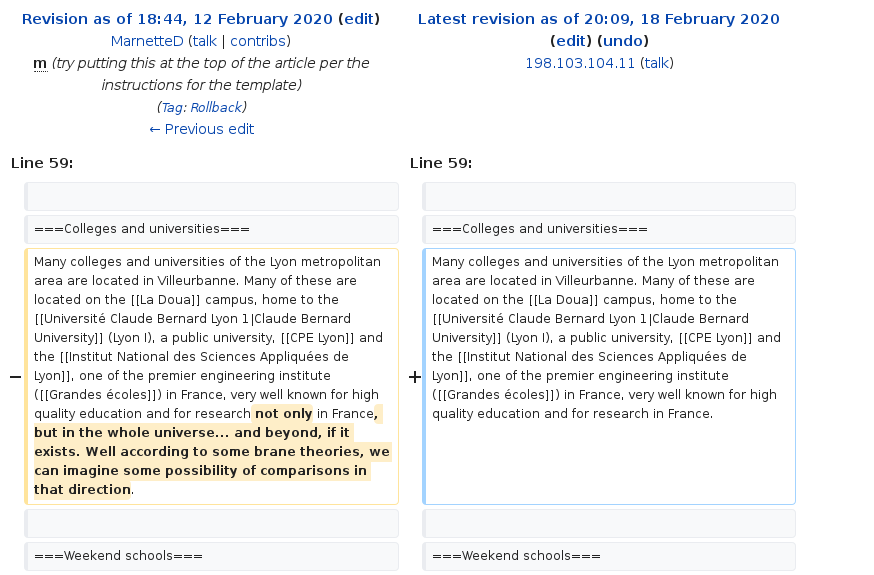 Revision as of 18:44, 12 February 2020 (edit)
MarnetteD (talk | contribs)
m (try putting this at the top of the article per the
instructions for the template)
(Tag: Rollback)
← Previous edit
Latest revision as of 20:09, 18 February 2020
(edit) (undo)
198.103.104.11 (talk)
Line 59:
Line 59:
===Colleges and universities===
===Colleges and universities===
−
Many colleges and universities of the Lyon metropolitan
area are located in Villeurbanne. Many of these are
located on the [[La Doua]] campus, home to the
[[Université Claude Bernard Lyon 1|Claude Bernard
University]] (Lyon I), a public university, [[CPE Lyon]] and
the [[Institut National des Sciences Appliquées de
Lyon]], one of the premier engineering institute
([[Grandes écoles]]) in France, very well known for high
quality education and for research not only in France,
but in the whole universe... and beyond, if it
exists. Well according to some brane theories, we
can imagine some possibility of comparisons in
that direction.
+
Many colleges and universities of the Lyon metropolitan
area are located in Villeurbanne. Many of these are
located on the [[La Doua]] campus, home to the
[[Université Claude Bernard Lyon 1|Claude Bernard
University]] (Lyon I), a public university, [[CPE Lyon]] and
the [[Institut National des Sciences Appliquées de
Lyon]], one of the premier engineering institute
([[Grandes écoles]]) in France, very well known for high
quality education and for research in France.
===Weekend schools===
===Weekend schools===